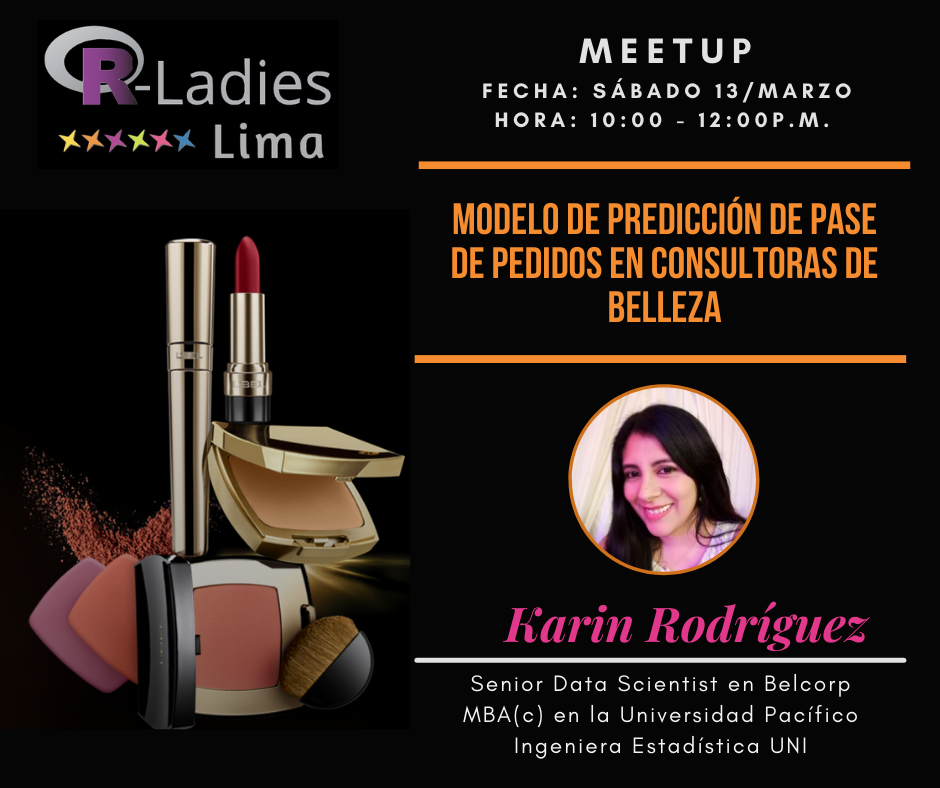 R-Ladies
Lima
MEETUP
FECHA: SÁBADO 13/MARZO
HORA: 10:00 - 12:00P.M.
MODELO DE PREDICCIÓN DE PASE
DE PEDIDOS EN CONSULTORAS DE
BELLEZA
Karin Rodríguez
Senior Data Scientist en Belcorp
MBA(c) en la Universidad Pacífico
Ingeniera Estadística UNI